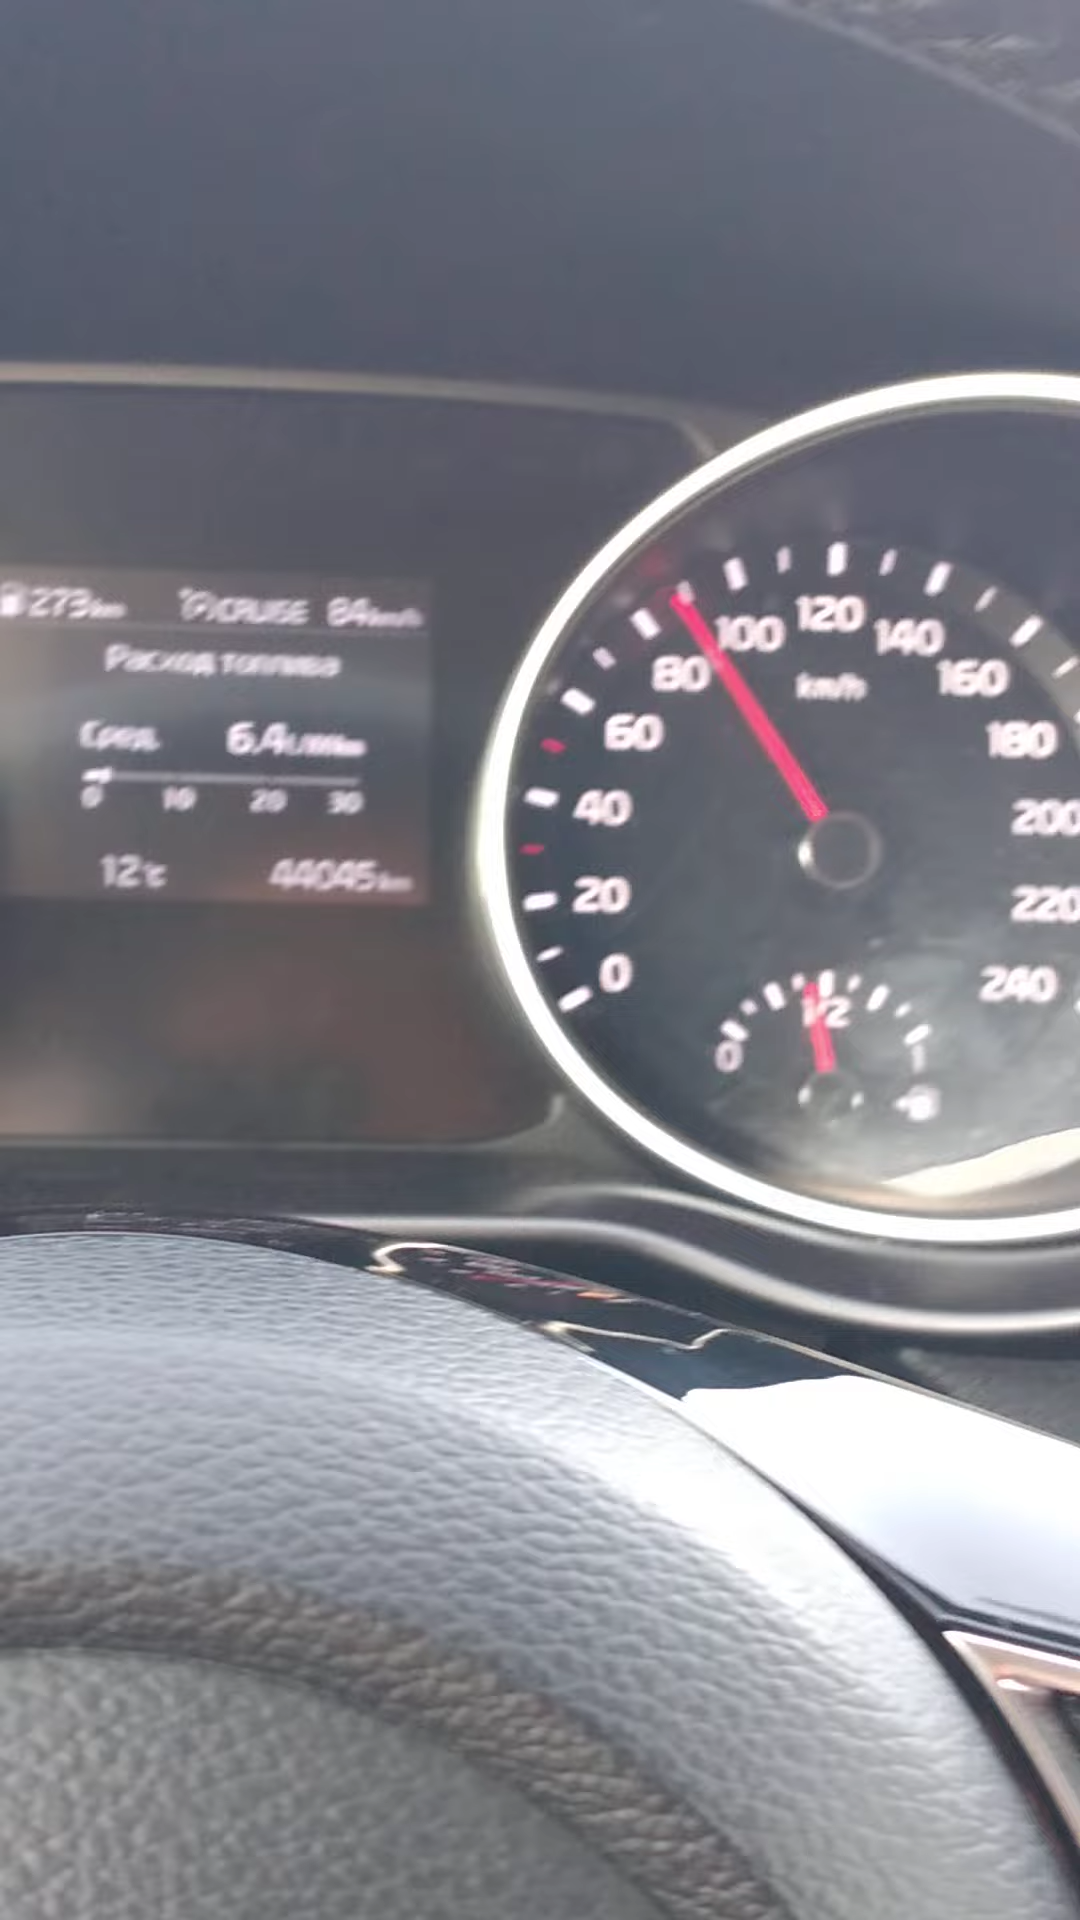 273km CRUISE 84km/h
Расход топлива
Сред. 6.4L/100km
0 10 20 30
12°C 44045km
0 20 40 60 80 100 120 140 160 180 200 220 240
km/h
0 1/2 1